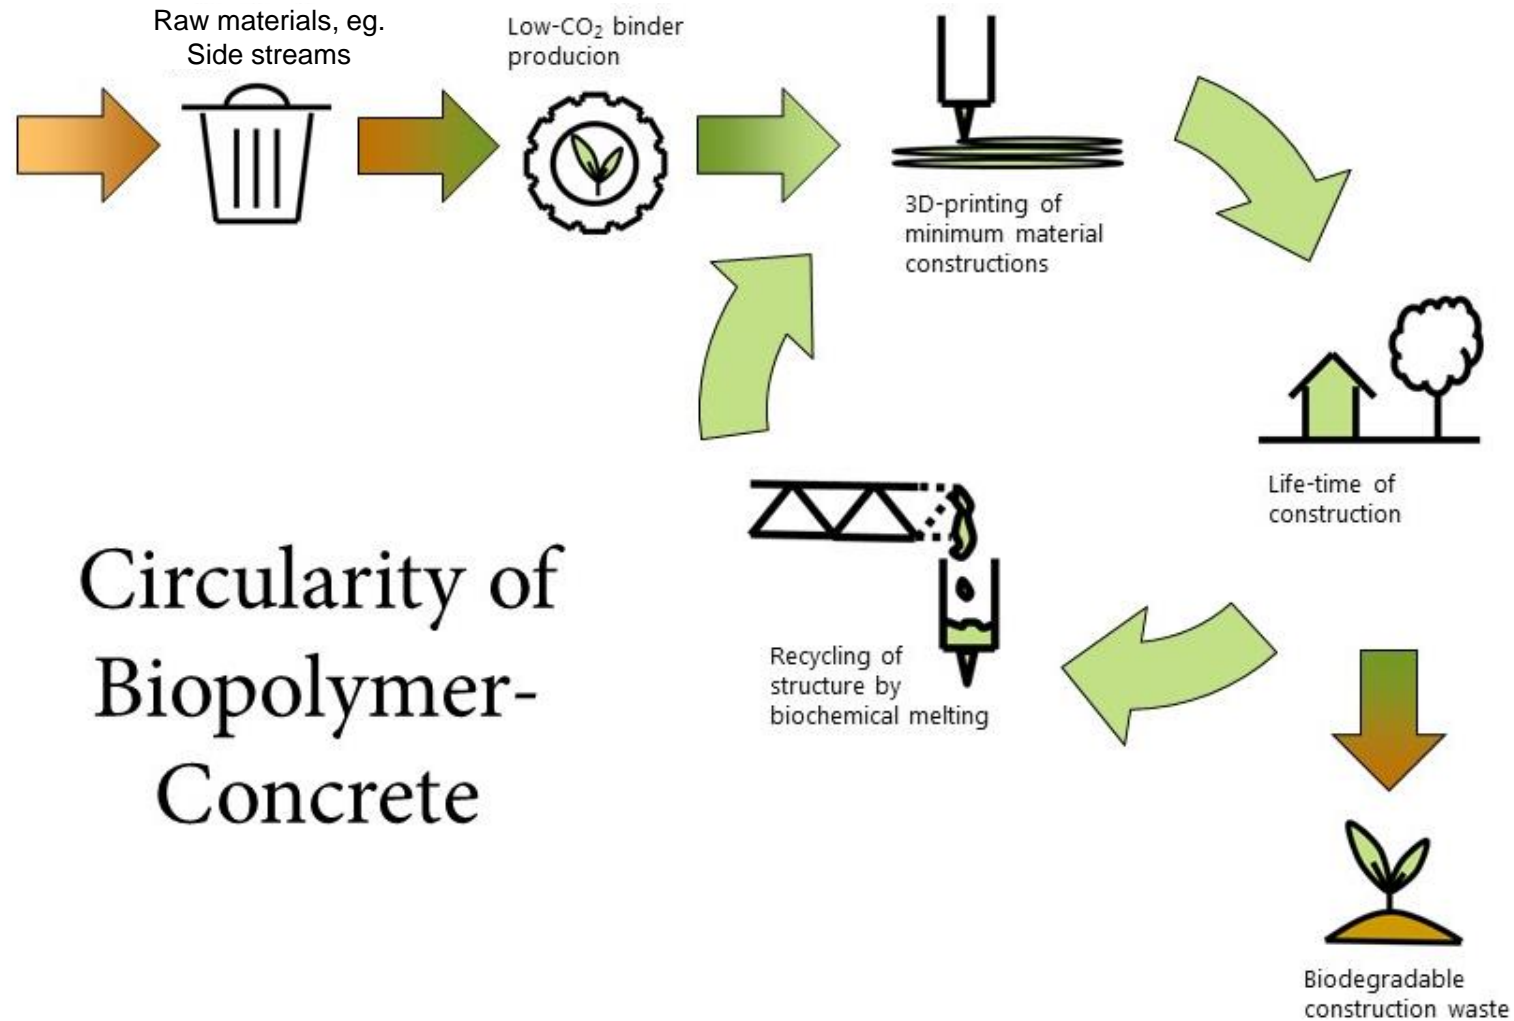 Raw materials, eg.
Side streams
Low-CO₂ binder
producion
3D-printing of
minimum material
constructions
Life-time of
construction
Recycling of
structure by
biochemical melting
Circularity of
Biopolymer-
Concrete
Biodegradable
construction waste